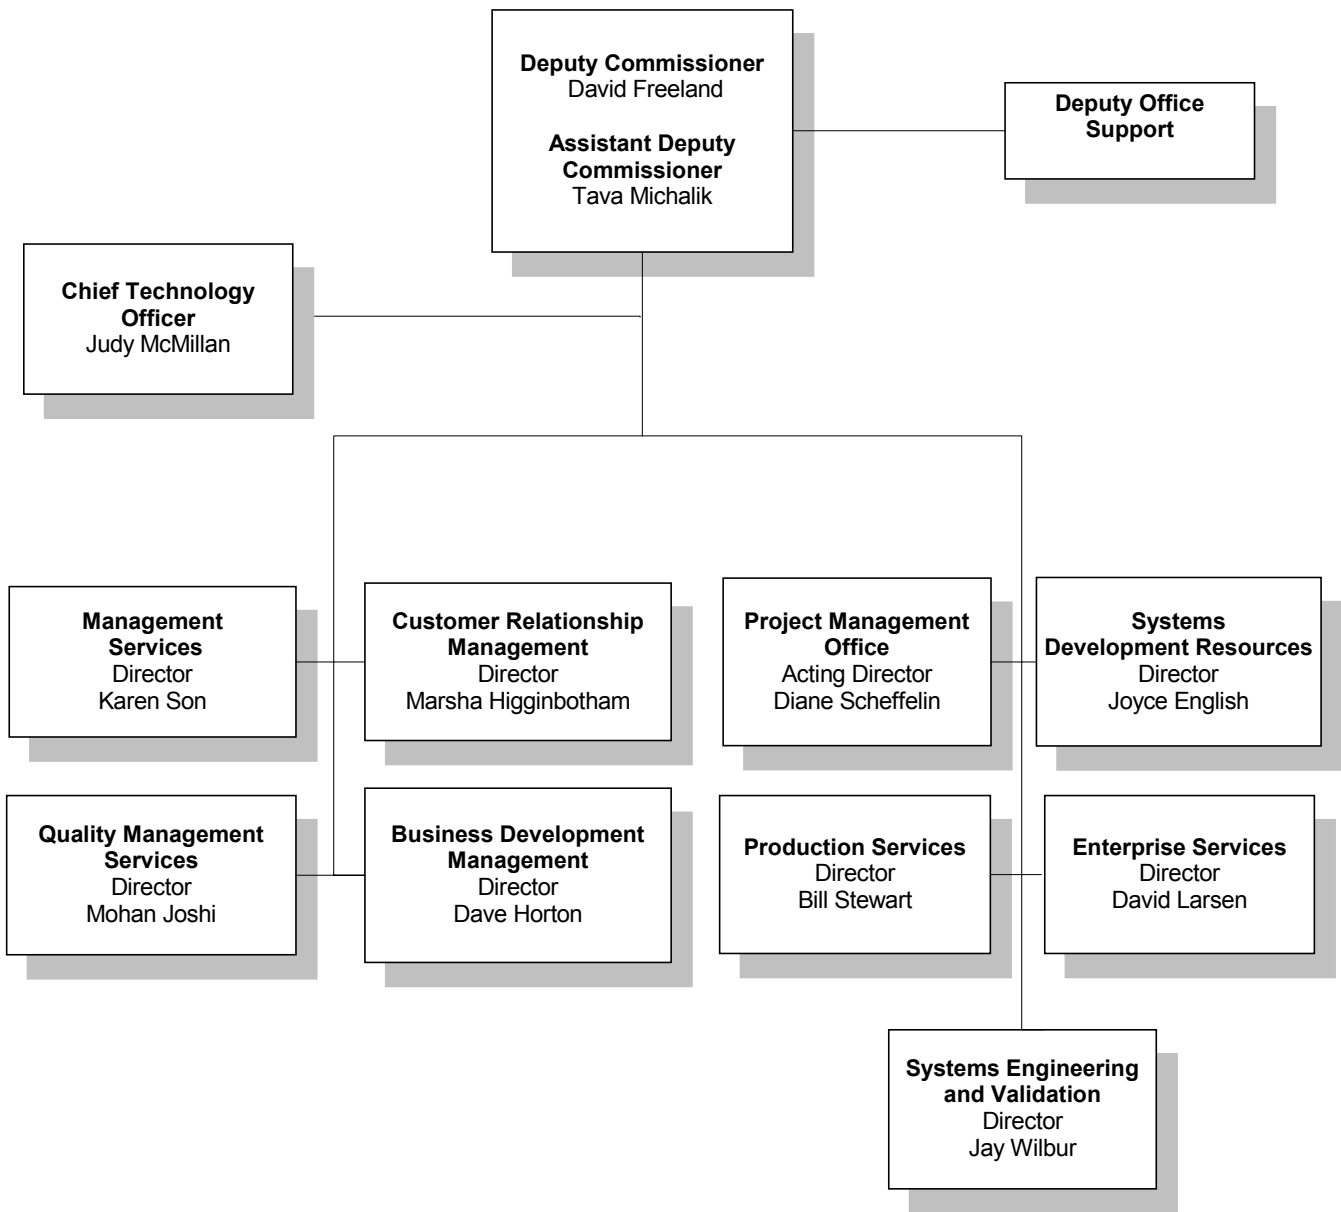 Deputy Commissioner
David Freeland
Assistant Deputy
Commissioner
Tava Michalik
Deputy Office
Support
Chief Technology
Officer
Judy McMillan
Management
Services
Director
Karen Son
Customer Relationship
Management
Director
Marsha Higginbotham
Project Management
Office
Acting Director
Diane Scheffelin
Systems
Development Resources
Director
Joyce English
Quality Management
Services
Director
Mohan Joshi
Business Development
Management
Director
Dave Horton
Production Services
Director
Bill Stewart
Enterprise Services
Director
David Larsen
Systems Engineering
and Validation
Director
Jay Wilbur